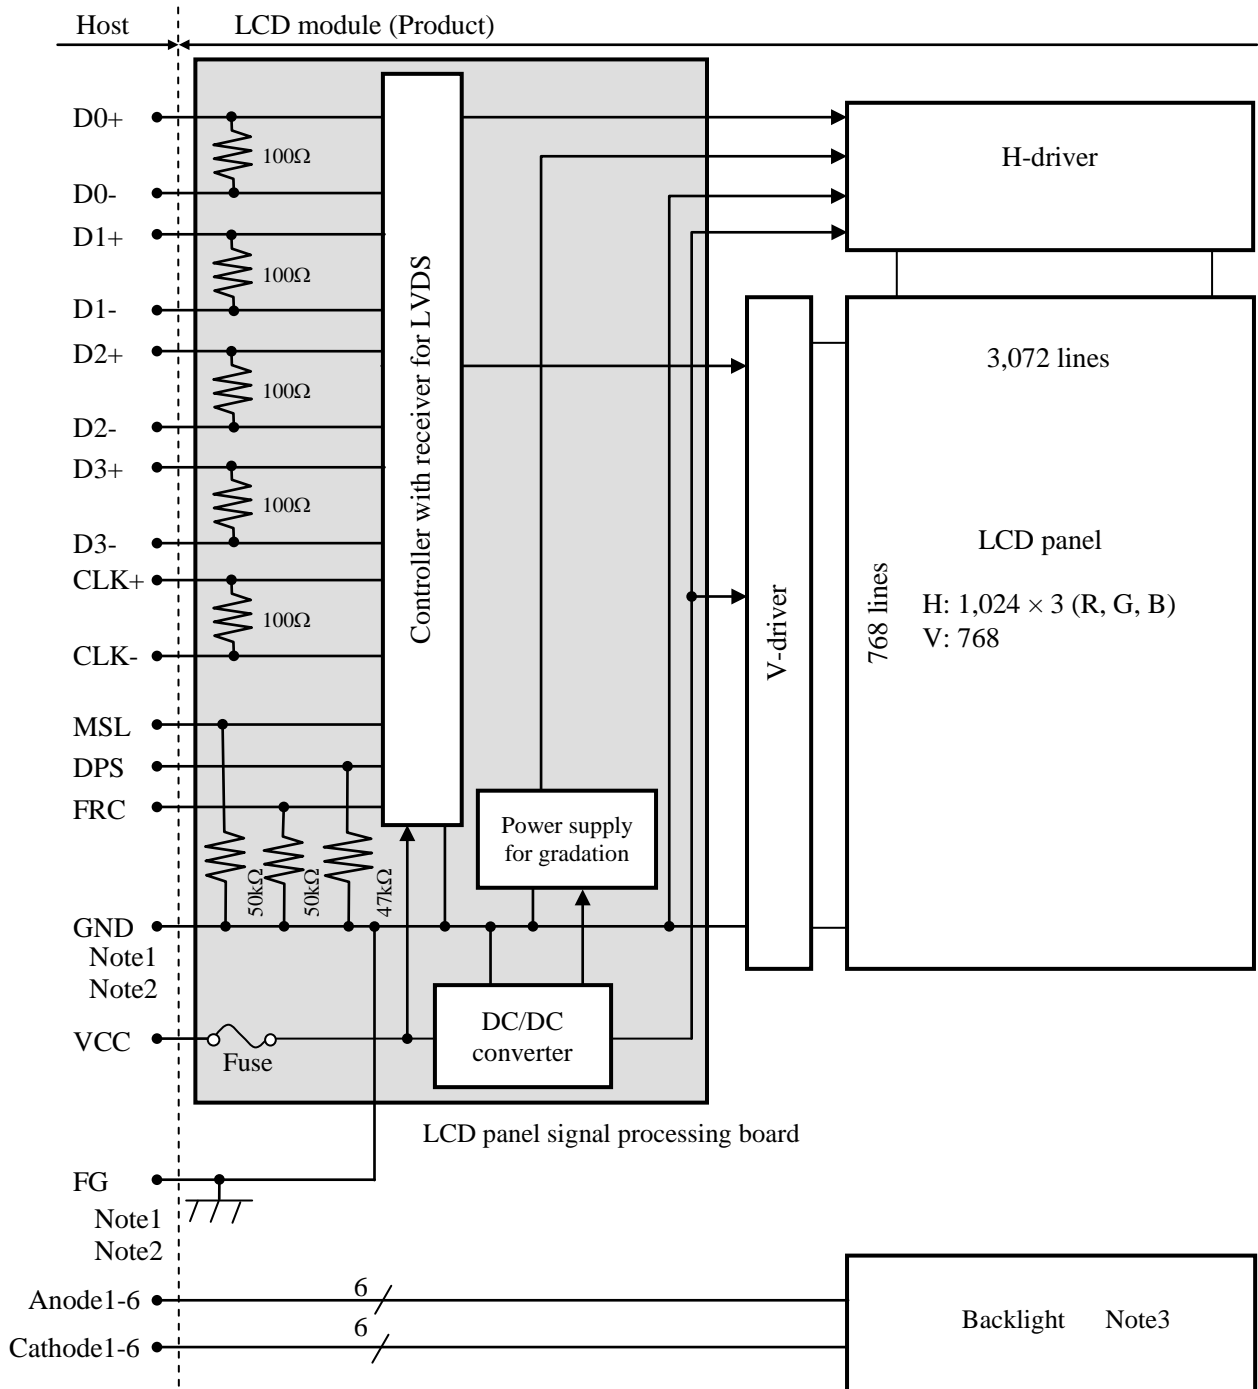 Host
LCD module (Product)
D0+
100Ω
D0-
H-driver
D1+
100Ω
D1-
D2+
100Ω
D2-
D3+
100Ω
D3-
CLK+
100Ω
CLK-
Controller with receiver for LVDS
3,072 lines
768 lines
LCD panel
H: 1,024 × 3 (R, G, B)
V: 768
V-driver
MSL
DPS
FRC
50kΩ
50kΩ
47kΩ
Power supply
for gradation
GND
Note1
Note2
VCC
Fuse
DC/DC
converter
LCD panel signal processing board
FG
Note1
Note2
Anode1-6
6
Cathode1-6
6
Backlight Note3